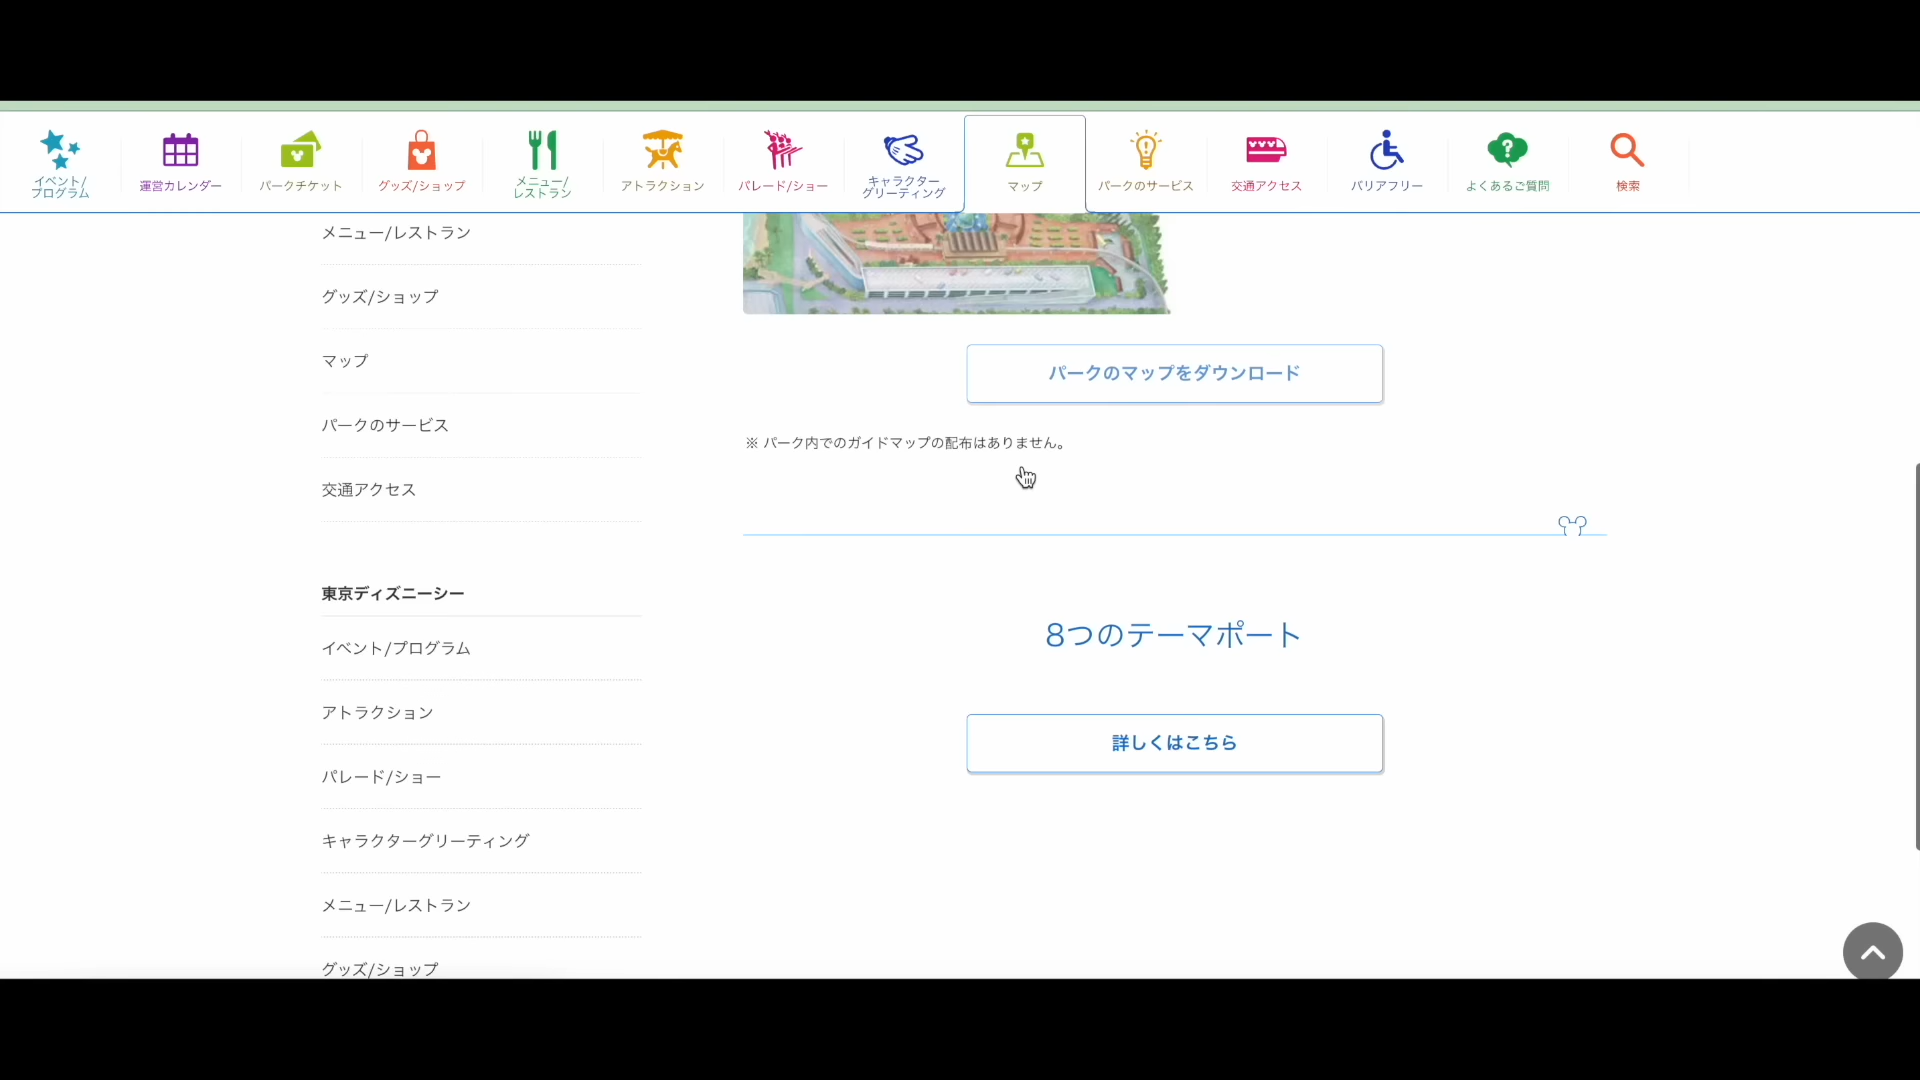 イベント/
プログラム
運営カレンダー
パークチケット
グッズ/ショップ
メニュー/
レストラン
アトラクション
パレード/ショー
キャラクター
グリーティング
マップ
パークのサービス
交通アクセス
バリアフリー
よくあるご質問
検索
メニュー/レストラン
グッズ/ショップ
マップ
パークのサービス
交通アクセス
東京ディズニーシー
イベント/プログラム
アトラクション
パレード/ショー
キャラクターグリーティング
メニュー/レストラン
グッズ/ショップ
パークのマップをダウンロード
※ パーク内でのガイドマップの配布はありません。
8つのテーマポート
詳しくはこちら